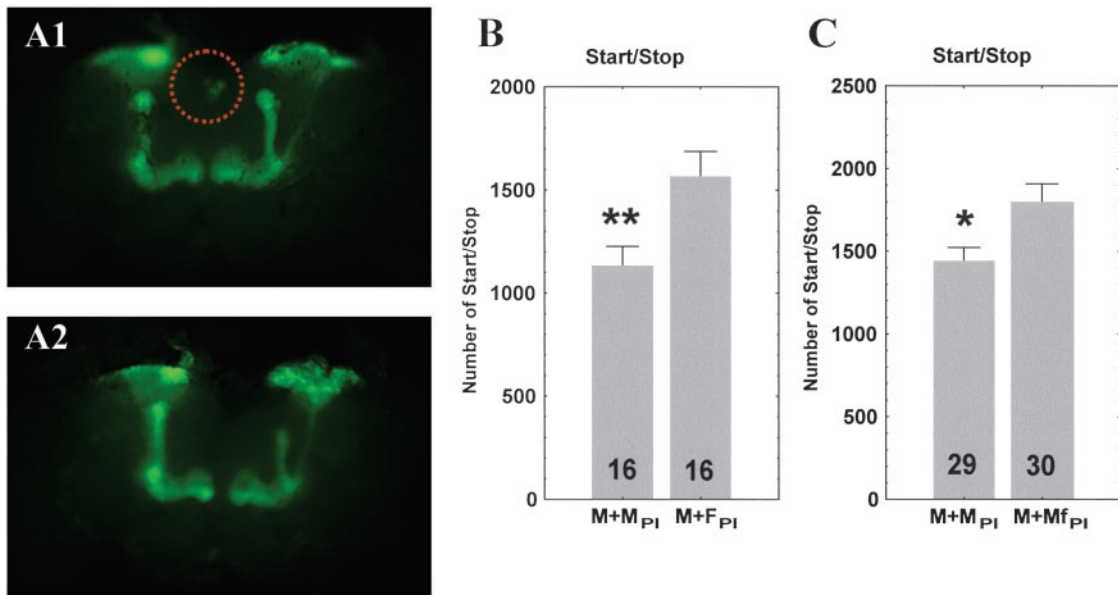 A1
A2
B
Start/Stop
Number of Start/Stop
2000
1500
1000
500
0
**
16
16
M+M PI
M+F PI
C
Start/Stop
Number of Start/Stop
2500
2000
1500
1000
500
0
*
29
30
M+M PI
M+Mf PI